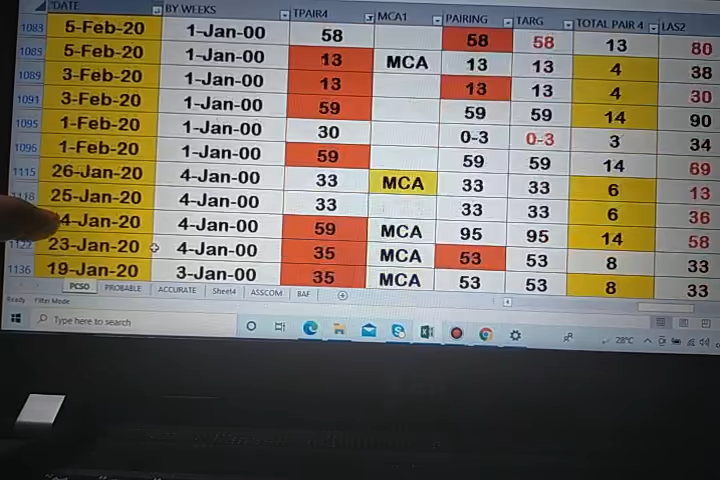 'DATE BY WEEKS TPAIR4 MCA1 PAIRING TARG TOTAL PAIR 4 LAS2
1083 5-Feb-20 1-Jan-00 58 58 58 13 80
1085 5-Feb-20 1-Jan-00 13 MCA 13 13 4 38
1089 3-Feb-20 1-Jan-00 13 13 13 4 30
1091 3-Feb-20 1-Jan-00 59 59 59 14 90
1095 1-Feb-20 1-Jan-00 30 0-3 0-3 3 34
1096 1-Feb-20 1-Jan-00 59 59 59 14 69
1115 26-Jan-20 4-Jan-00 33 MCA 33 33 6 13
25-Jan-20 4-Jan-00 33 33 33 6 36
4-Jan-20 4-Jan-00 59 MCA 95 95 14 58
23-Jan-20 4-Jan-00 35 MCA 53 53 8 33
1136 19-Jan-20 3-Jan-00 35 MCA 53 53 8 33
PCSO PROBABLE ACCURATE Sheet4 ASSCOM BAF
Ready Filter Mode
Type here to search 28°C